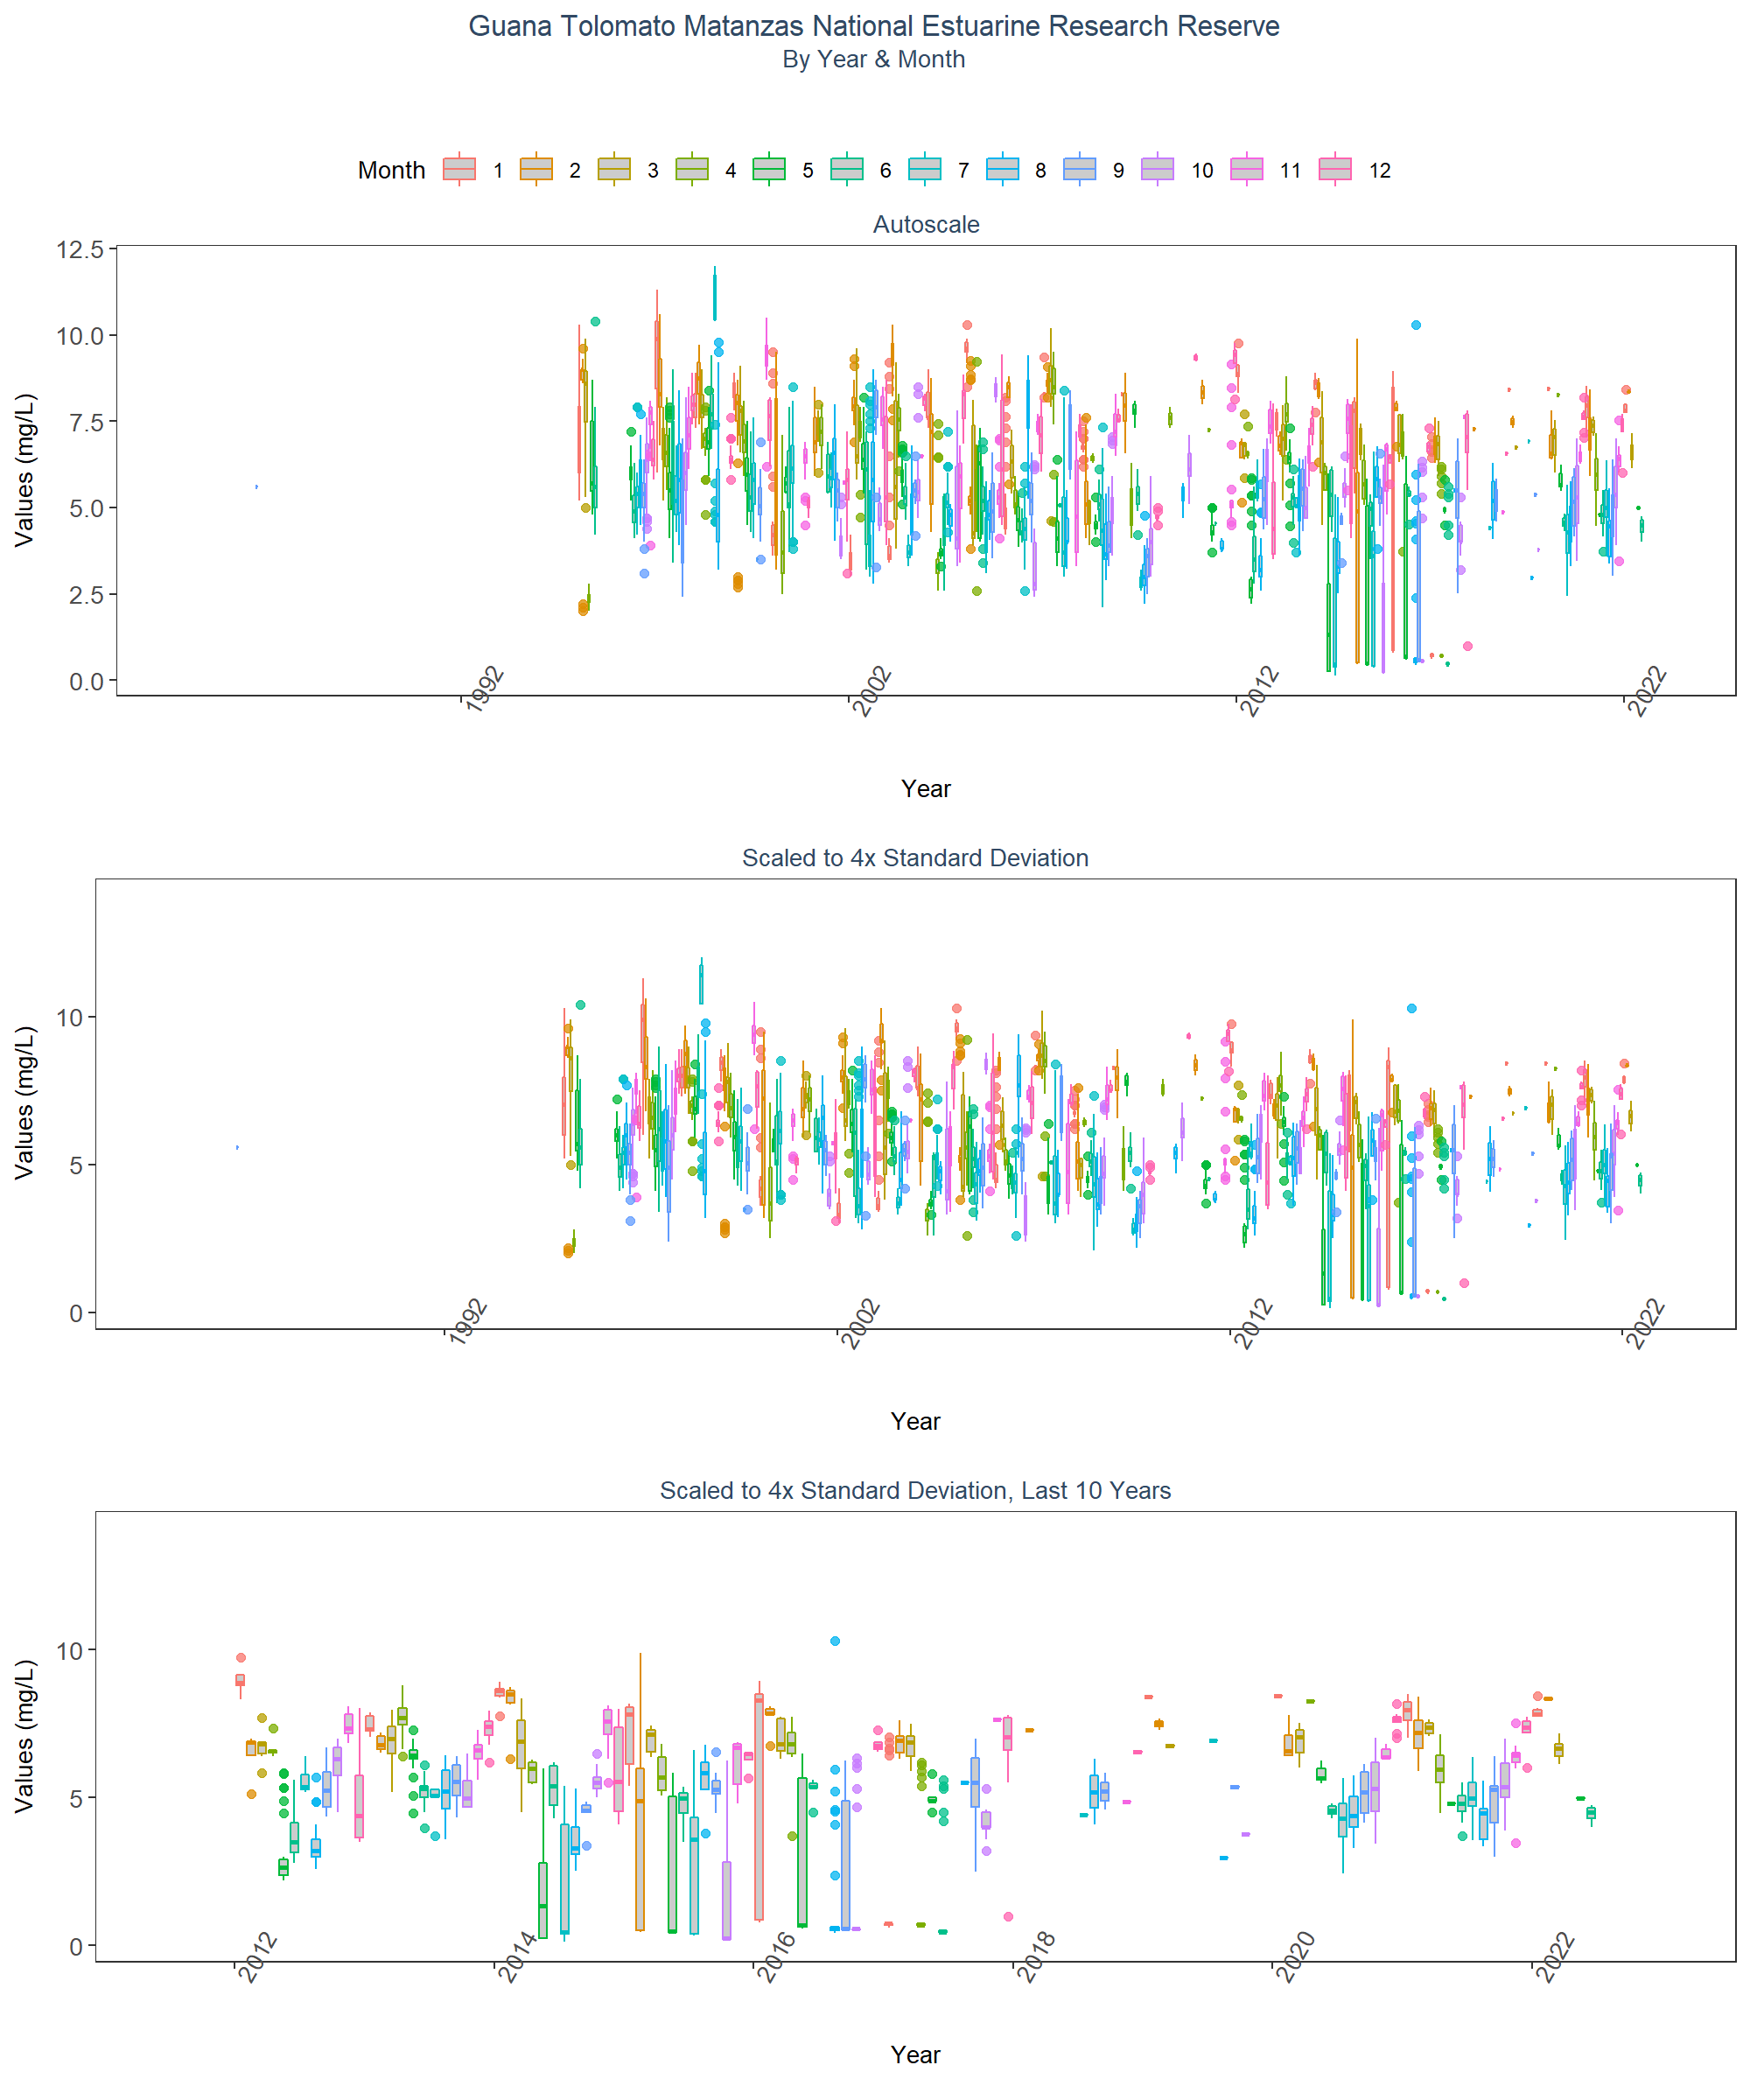 Guana Tolomato Matanzas National Estuarine Research Reserve
By Year & Month
Month 1 2 3 4 5 6 7 8 9 10 11 12
Autoscale
12.5
10.0
7.5
5.0
2.5
0.0
Values (mg/L)
1992 2002 2012 2022
Year
Scaled to 4x Standard Deviation
10
5
0
Values (mg/L)
1992 2002 2012 2022
Year
Scaled to 4x Standard Deviation, Last 10 Years
10
5
0
Values (mg/L)
2012 2014 2016 2018 2020 2022
Year